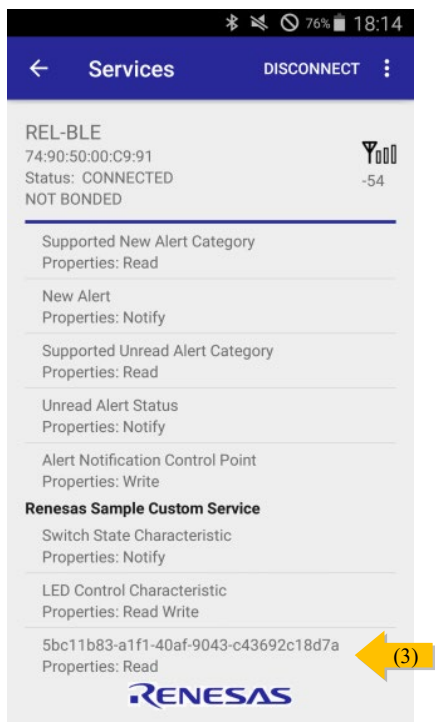 76% 18:14
Services DISCONNECT
REL-BLE
74:90:50:00:C9:91
Status: CONNECTED
-54
NOT BONDED
Supported New Alert Category
Properties: Read
New Alert
Properties: Notify
Supported Unread Alert Category
Properties: Read
Unread Alert Status
Properties: Notify
Alert Notification Control Point
Properties: Write
Renesas Sample Custom Service
Switch State Characteristic
Properties: Notify
LED Control Characteristic
Properties: Read Write
5bc11b83-a1f1-40af-9043-c43692c18d7a
(3)
Properties: Read
RENESAS